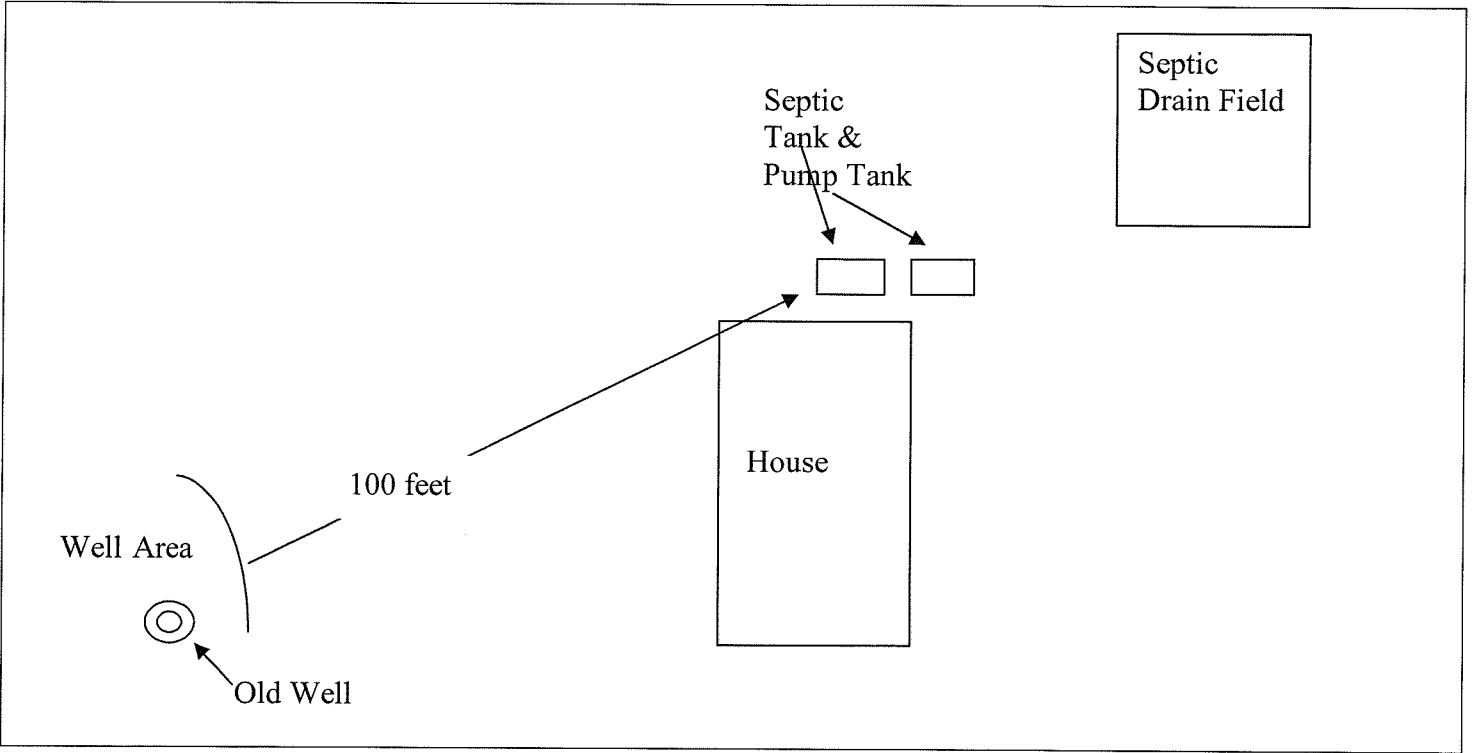 Septic
Drain Field
Septic
Tank &
Pump Tank
House
100 feet
Well Area
Old Well